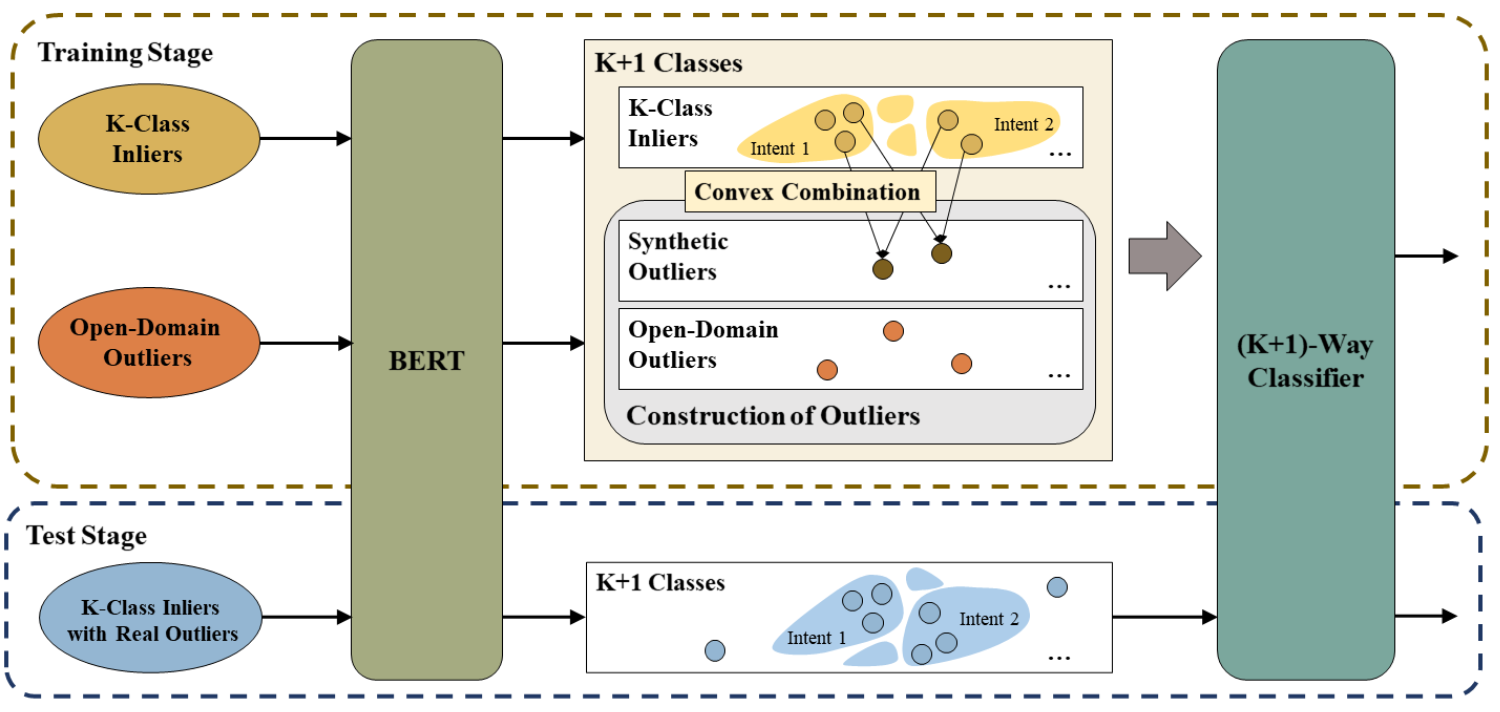 Training Stage
K-Class
Inliers
Open-Domain
Outliers
BERT
K+1 Classes
K-Class
Inliers
Intent 1
Intent 2
...
Convex Combination
Synthetic
Outliers
...
Open-Domain
Outliers
...
Construction of Outliers
(K+1)-Way
Classifier
Test Stage
K-Class Inliers
with Real Outliers
K+1 Classes
Intent 1
Intent 2
...